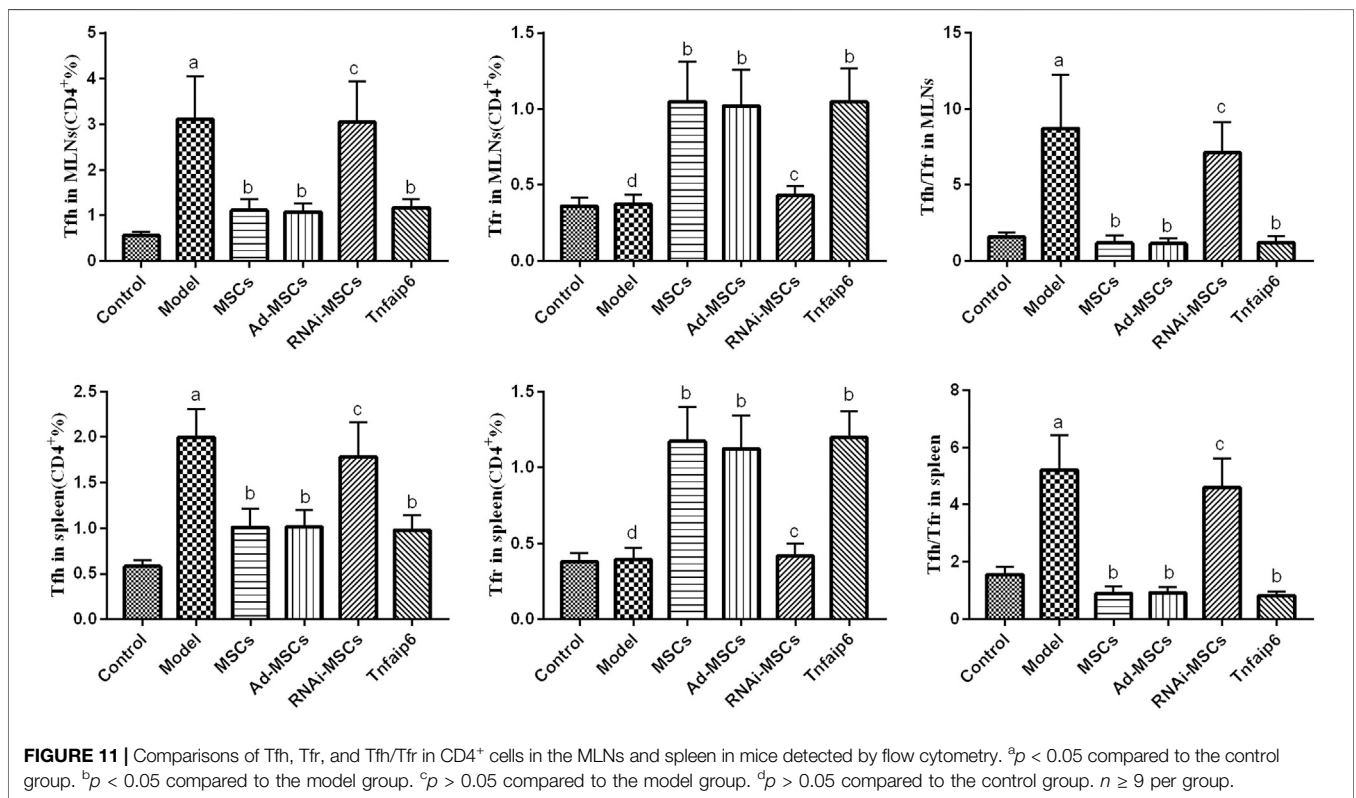 Tfh in MLNs(CD4⁺%)
5
4
3
2
1
0
a
b
b
c
b
Control
Model
MSCs
Ad-MSCs
RNAi-MSCs
Tnfaip6
Tfr in MLNs(CD4⁺%)
1.5
1.0
0.5
0.0
d
b
b
c
b
Control
Model
MSCs
Ad-MSCs
RNAi-MSCs
Tnfaip6
Tfh/Tfr in MLNs
15
10
5
0
a
b
b
c
b
Control
Model
MSCs
Ad-MSCs
RNAi-MSCs
Tnfaip6
Tfh in spleen(CD4⁺%)
2.5
2.0
1.5
1.0
0.5
0.0
a
b
b
c
b
Control
Model
MSCs
Ad-MSCs
RNAi-MSCs
Tnfaip6
Tfr in spleen(CD4⁺%)
1.5
1.0
0.5
0.0
d
b
b
c
b
Control
Model
MSCs
Ad-MSCs
RNAi-MSCs
Tnfaip6
Tfh/Tfr in spleen
8
6
4
2
0
a
b
b
c
b
Control
Model
MSCs
Ad-MSCs
RNAi-MSCs
Tnfaip6
FIGURE 11 | Comparisons of Tfh, Tfr, and Tfh/Tfr in CD4⁺ cells in the MLNs and spleen in mice detected by flow cytometry. ᵃp < 0.05 compared to the control
group. ᵇp < 0.05 compared to the model group. ᶜp > 0.05 compared to the model group. ᵈp > 0.05 compared to the control group. n ≥ 9 per group.